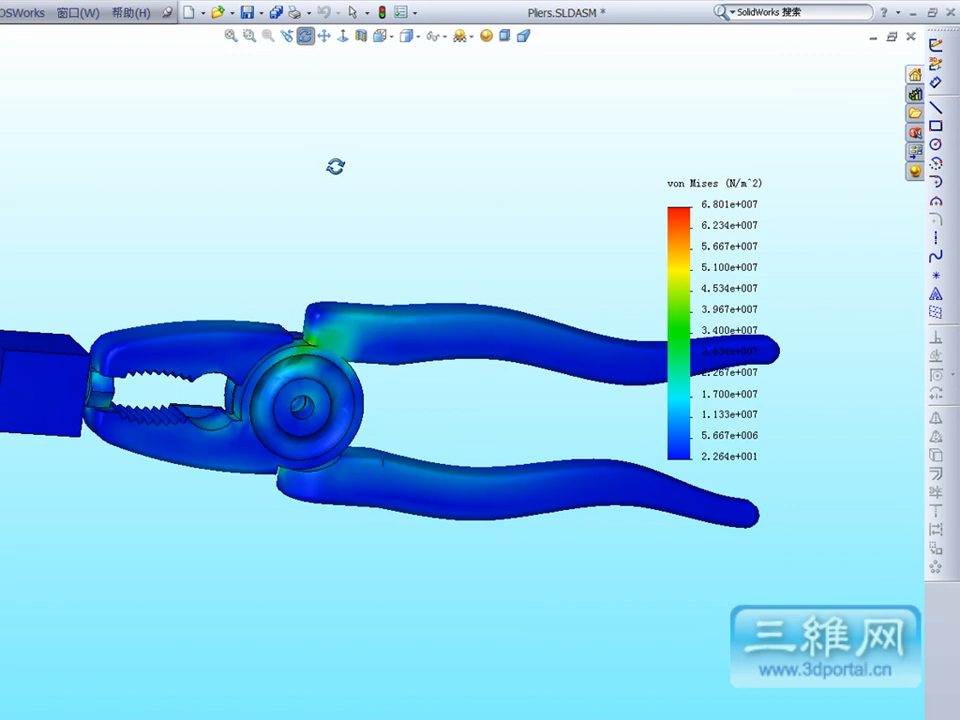 OSWorks 窗口(W) 帮助(H) Pliers.SLDASM * SolidWorks 搜索
von Mises (N/m^2)
6.801e+007
6.234e+007
5.667e+007
5.100e+007
4.534e+007
3.967e+007
3.400e+007
2.834e+007
2.267e+007
1.700e+007
1.133e+007
5.667e+006
2.264e+001
三維网
www.3dportal.cn